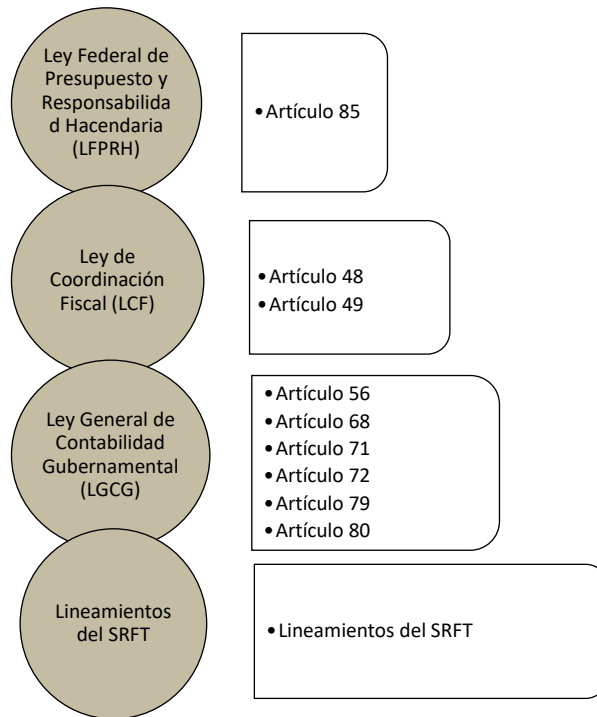 Ley Federal de
Presupuesto y
Responsabilida
d Hacendaria
(LFPRH)
•Artículo 85
Ley de
Coordinación
Fiscal (LCF)
•Artículo 48
•Artículo 49
Ley General de
Contabilidad
Gubernamental
(LGCG)
•Artículo 56
•Artículo 68
•Artículo 71
•Artículo 72
•Artículo 79
•Artículo 80
Lineamientos
del SRFT
•Lineamientos del SRFT